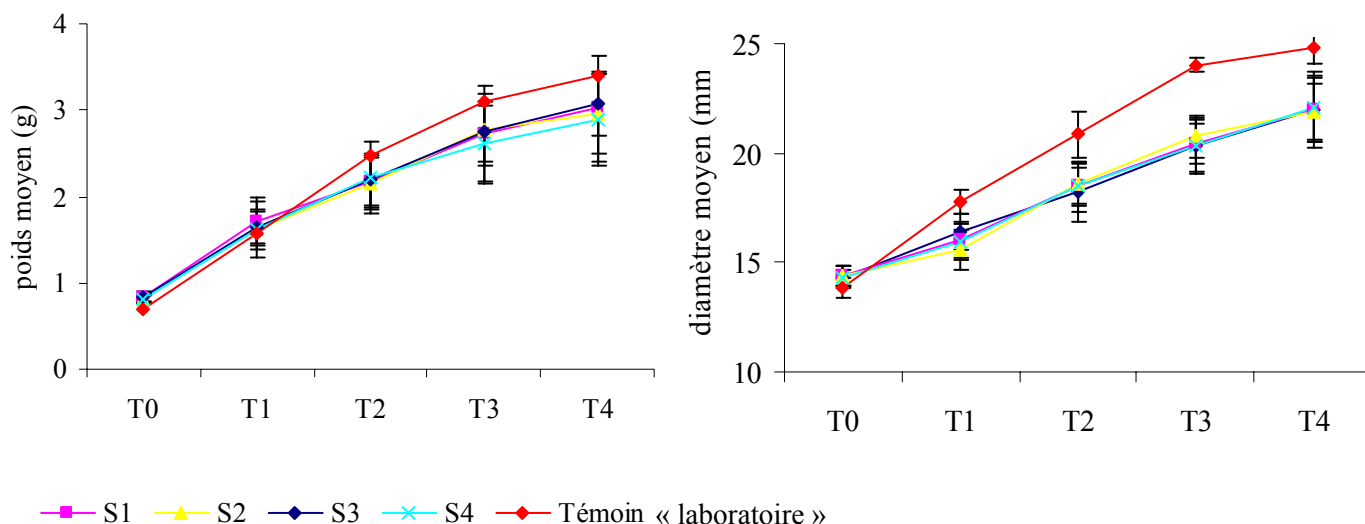 poids moyen (g)
4
3
2
1
0
T0 T1 T2 T3 T4
diamètre moyen (mm
25
20
15
10
T0 T1 T2 T3 T4
S1 S2 S3 S4 Témoin « laboratoire »